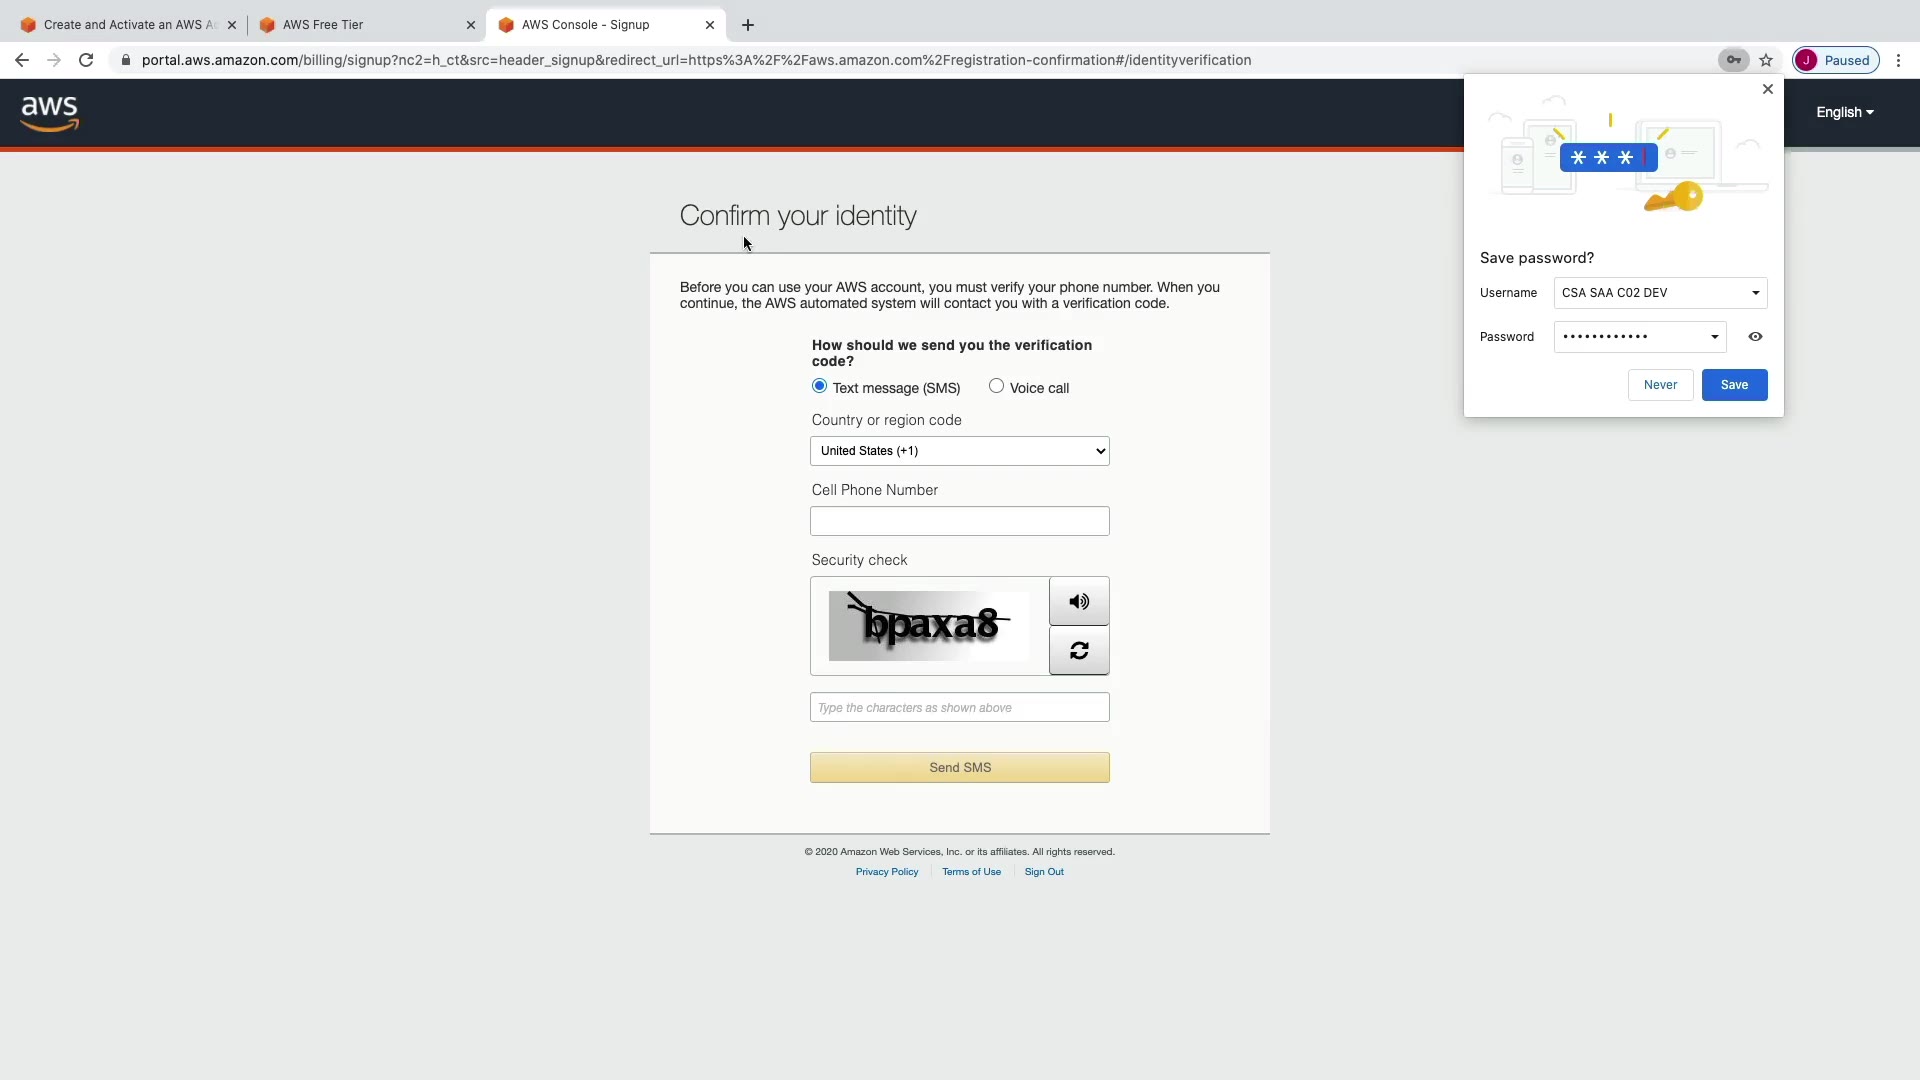 Create and Activate an AWS Ac
AWS Free Tier
AWS Console - Signup
portal.aws.amazon.com/billing/signup?nc2=h_ct&src=header_signup&redirect_url=https%3A%2F%2Faws.amazon.com%2Fregistration-confirmation#/identityverification
J Paused
aws
English
Confirm your identity
Before you can use your AWS account, you must verify your phone number. When you
continue, the AWS automated system will contact you with a verification code.
How should we send you the verification
code?
Text message (SMS)
Voice call
Country or region code
United States (+1)
Cell Phone Number
Security check
bpaxa8
Type the characters as shown above
Send SMS
© 2020 Amazon Web Services, Inc. or its affiliates. All rights reserved.
Privacy Policy
Terms of Use
Sign Out
***
Save password?
Username
CSA SAA C02 DEV
Password
••••••••••••
Never
Save